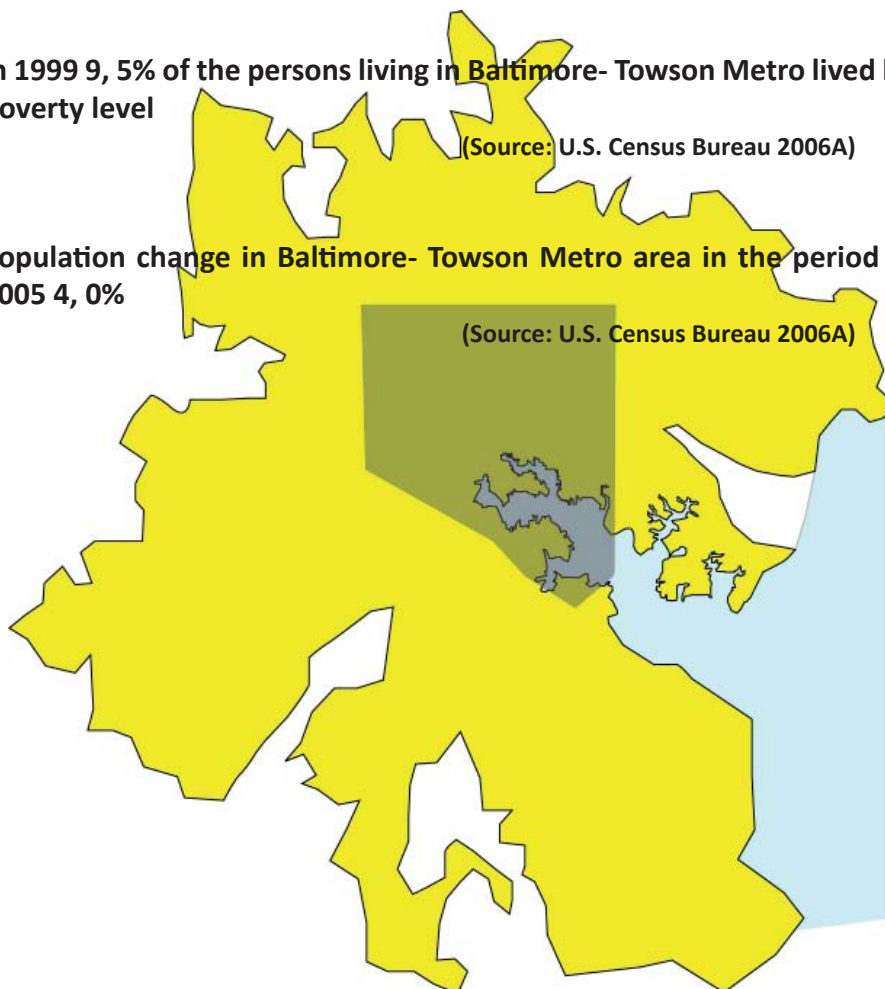 n 1999 9, 5% of the persons living in Baltimore- Towson Metro lived
overty level
(Source: U.S. Census Bureau 2006A)
opulation change in Baltimore- Towson Metro area in the period
005 4, 0%
(Source: U.S. Census Bureau 2006A)